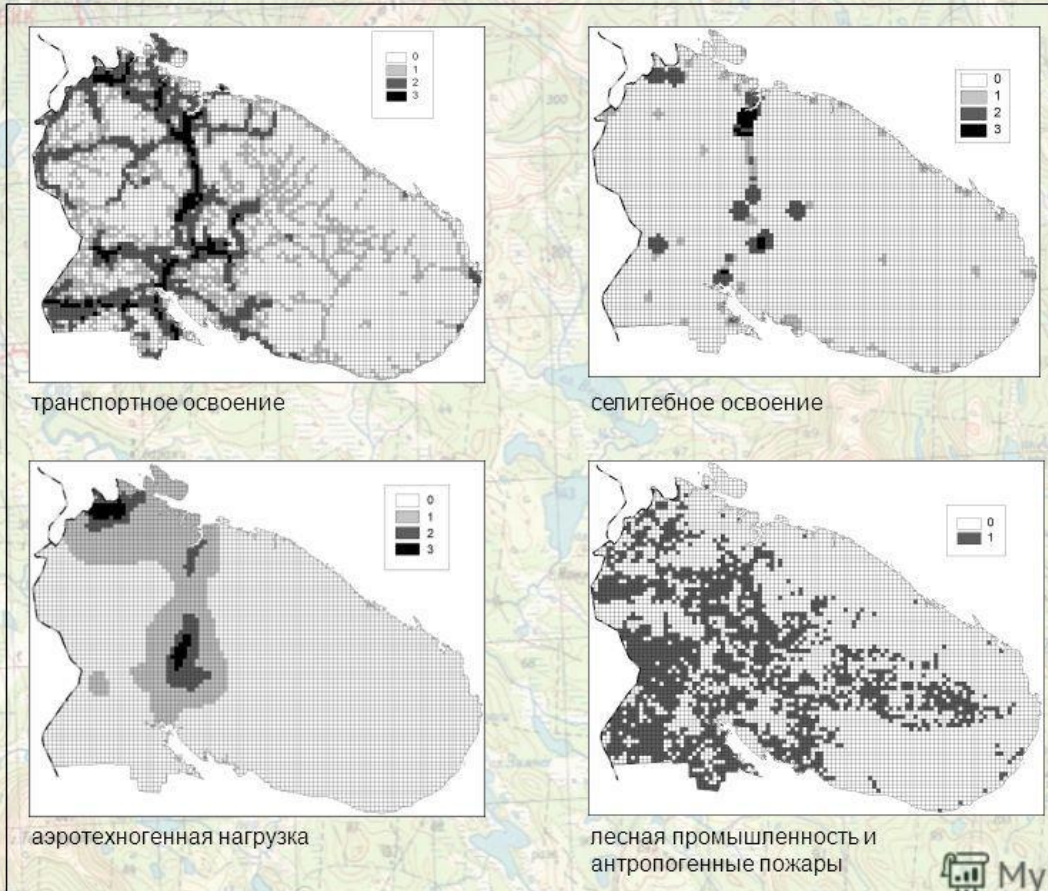 0
1
2
3
0
1
2
3
транспортное освоение
селитебное освоение
0
1
2
3
0
1
аэротехногенная нагрузка
лесная промышленность и
антропогенные пожары
My